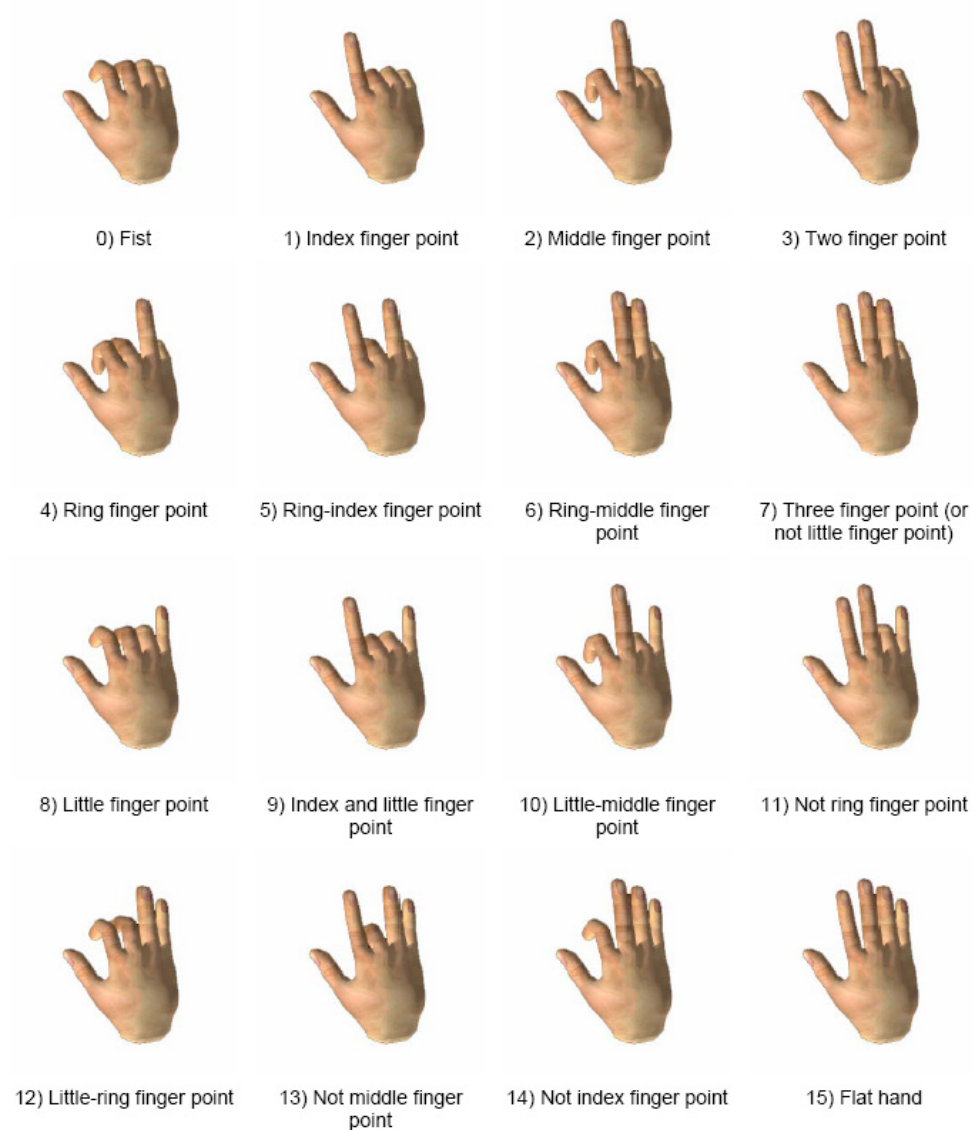 0) Fist
1) Index finger point
2) Middle finger point
3) Two finger point
4) Ring finger point
5) Ring-index finger point
6) Ring-middle finger
point
7) Three finger point (or
not little finger point)
8) Little finger point
9) Index and little finger
point
10) Little-middle finger
point
11) Not ring finger point
12) Little-ring finger point
13) Not middle finger
point
14) Not index finger point
15) Flat hand